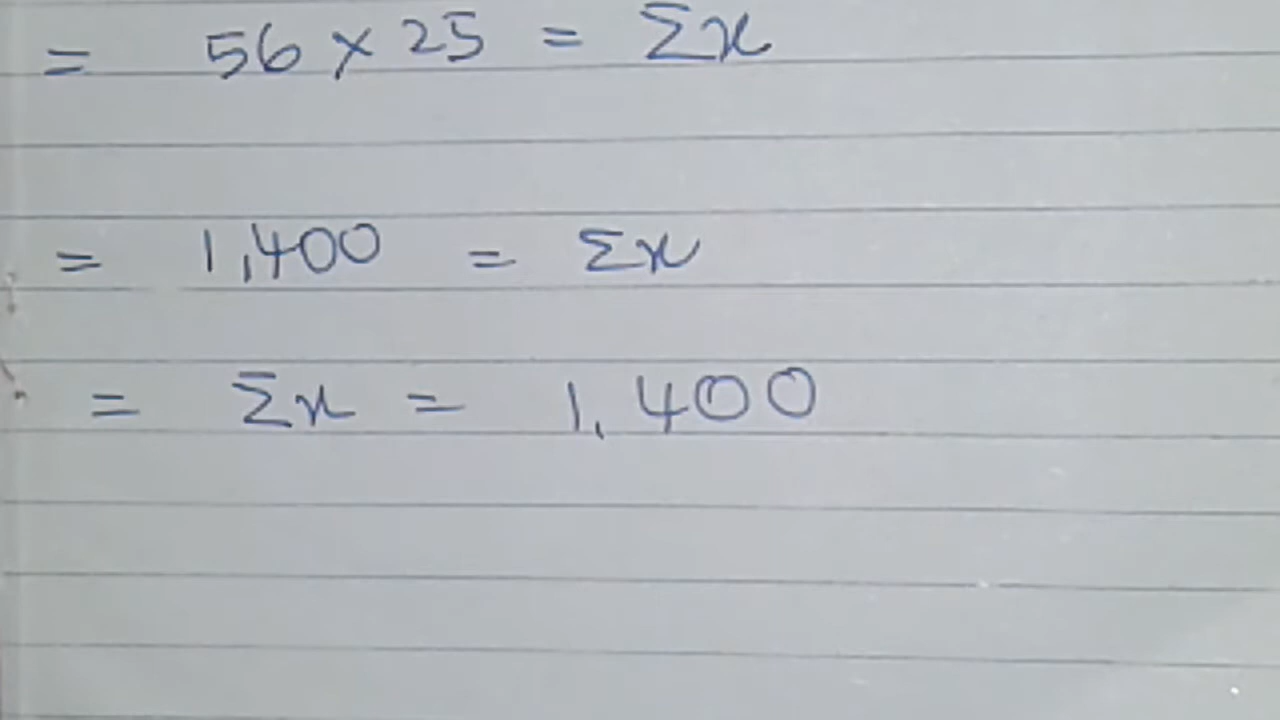 = 56 × 25 = Σx
= 1,400 = Σx
= Σx = 1,400